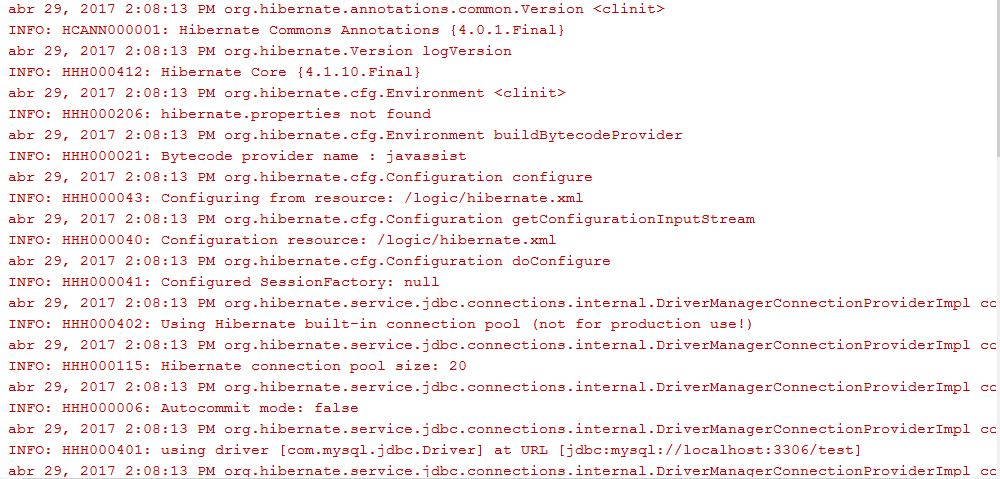 abr 29, 2017 2:08:13 PM org.hibernate.annotations.common.Version <clinit>
INFO: HCANN000001: Hibernate Commons Annotations {4.0.1.Final}
abr 29, 2017 2:08:13 PM org.hibernate.Version logVersion
INFO: HHH000412: Hibernate Core {4.1.10.Final}
abr 29, 2017 2:08:13 PM org.hibernate.cfg.Environment <clinit>
INFO: HHH000206: hibernate.properties not found
abr 29, 2017 2:08:13 PM org.hibernate.cfg.Environment buildBytecodeProvider
INFO: HHH000021: Bytecode provider name : javassist
abr 29, 2017 2:08:13 PM org.hibernate.cfg.Configuration configure
INFO: HHH000043: Configuring from resource: /logic/hibernate.xml
abr 29, 2017 2:08:13 PM org.hibernate.cfg.Configuration getConfigurationInputStream
INFO: HHH000040: Configuration resource: /logic/hibernate.xml
abr 29, 2017 2:08:13 PM org.hibernate.cfg.Configuration doConfigure
INFO: HHH000041: Configured SessionFactory: null
abr 29, 2017 2:08:13 PM org.hibernate.service.jdbc.connections.internal.DriverManagerConnectionProviderImpl
INFO: HHH000402: Using Hibernate built-in connection pool (not for production use!)
abr 29, 2017 2:08:13 PM org.hibernate.service.jdbc.connections.internal.DriverManagerConnectionProviderImpl
INFO: HHH000115: Hibernate connection pool size: 20
abr 29, 2017 2:08:13 PM org.hibernate.service.jdbc.connections.internal.DriverManagerConnectionProviderImpl
INFO: HHH000006: Autocommit mode: false
abr 29, 2017 2:08:13 PM org.hibernate.service.jdbc.connections.internal.DriverManagerConnectionProviderImpl
INFO: HHH000401: using driver [com.mysql.jdbc.Driver] at URL [jdbc:mysql://localhost:3306/test]
abr 29, 2017 2:08:13 PM org.hibernate.service.jdbc.connections.internal.DriverManagerConnectionProviderImpl